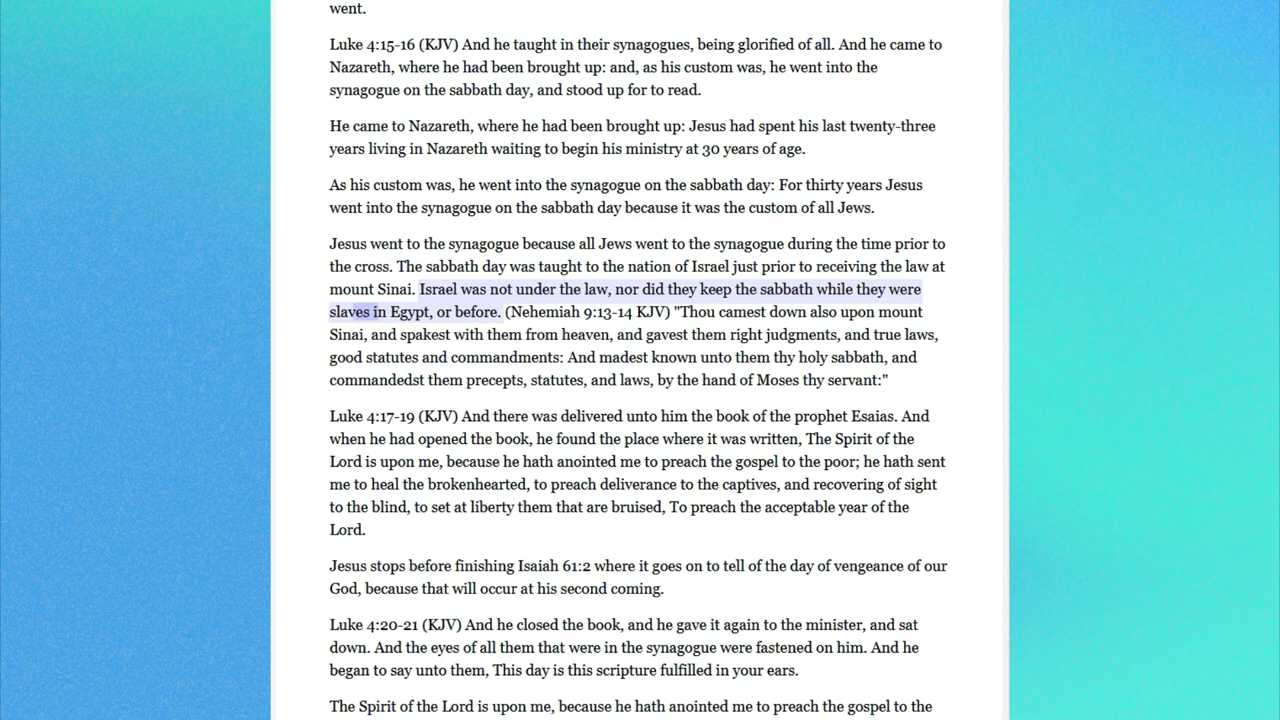 went.
Luke 4:15-16 (KJV) And he taught in their synagogues, being glorified of all. And he came to
Nazareth, where he had been brought up: and, as his custom was, he went into the
synagogue on the sabbath day, and stood up for to read.
He came to Nazareth, where he had been brought up: Jesus had spent his last twenty-three
years living in Nazareth waiting to begin his ministry at 30 years of age.
As his custom was, he went into the synagogue on the sabbath day: For thirty years Jesus
went into the synagogue on the sabbath day because it was the custom of all Jews.
Jesus went to the synagogue because all Jews went to the synagogue during the time prior to
the cross. The sabbath day was taught to the nation of Israel just prior to receiving the law at
mount Sinai. Israel was not under the law, nor did they keep the sabbath while they were
slaves in Egypt, or before. (Nehemiah 9:13-14 KJV) "Thou camest down also upon mount
Sinai, and spakest with them from heaven, and gavest them right judgments, and true laws,
good statutes and commandments: And madest known unto them thy holy sabbath, and
commandedst them precepts, statutes, and laws, by the hand of Moses thy servant:"
Luke 4:17-19 (KJV) And there was delivered unto him the book of the prophet Esaias. And
when he had opened the book, he found the place where it was written, The Spirit of the
Lord is upon me, because he hath anointed me to preach the gospel to the poor; he hath sent
me to heal the brokenhearted, to preach deliverance to the captives, and recovering of sight
to the blind, to set at liberty them that are bruised, To preach the acceptable year of the
Lord.
Jesus stops before finishing Isaiah 61:2 where it goes on to tell of the day of vengeance of our
God, because that will occur at his second coming.
Luke 4:20-21 (KJV) And he closed the book, and he gave it again to the minister, and sat
down. And the eyes of all them that were in the synagogue were fastened on him. And he
began to say unto them, This day is this scripture fulfilled in your ears.
The Spirit of the Lord is upon me, because he hath anointed me to preach the gospel to the